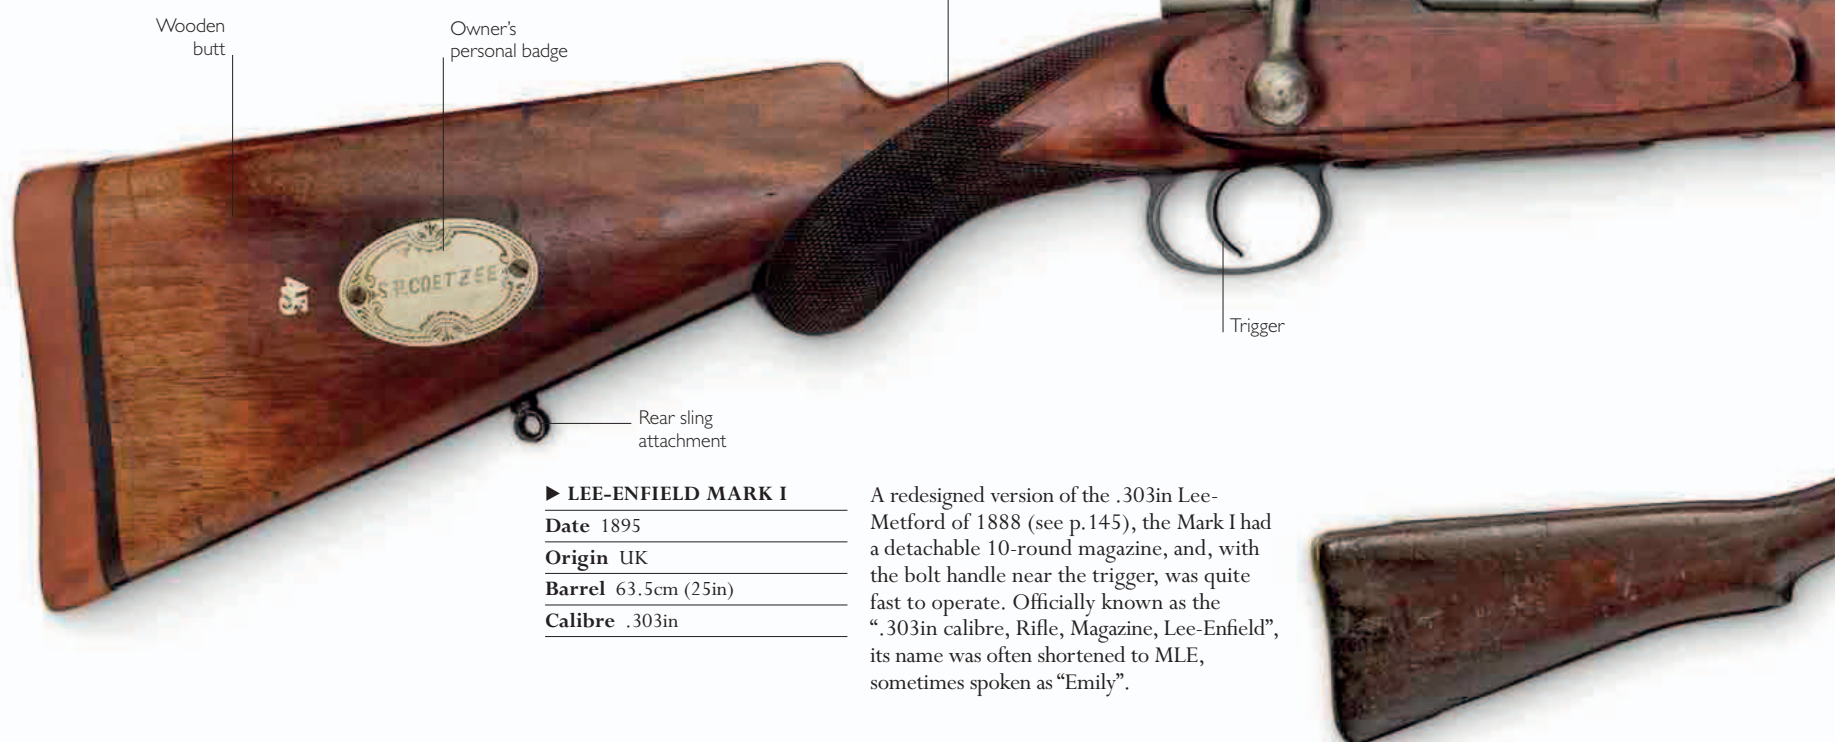 Wooden
butt
Owner's
personal badge
S P. COETZEE
Trigger
Rear sling
attachment
▶ LEE-ENFIELD MARK I
Date 1895
Origin UK
Barrel 63.5cm (25in)
Calibre .303in
A redesigned version of the .303in Lee-
Metford of 1888 (see p.145), the Mark I had
a detachable 10-round magazine, and, with
the bolt handle near the trigger, was quite
fast to operate. Officially known as the
“.303in calibre, Rifle, Magazine, Lee-Enfield”,
its name was often shortened to MLE,
sometimes spoken as “Emily”.